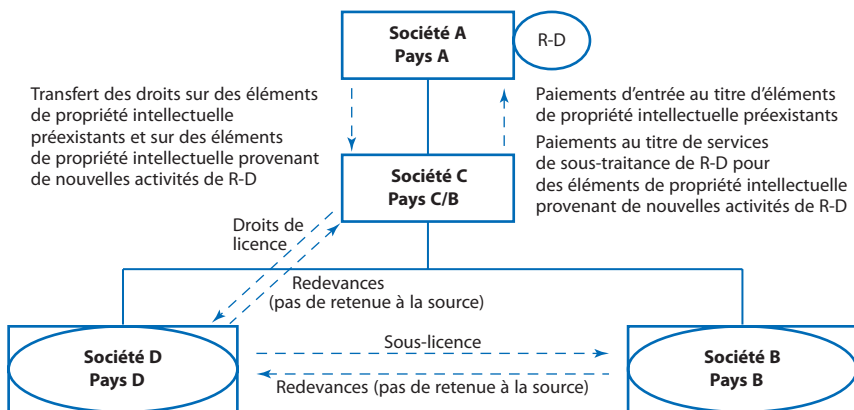 Société A
Pays A
R-D
Transfert des droits sur des éléments
de propriété intellectuelle
préexistants et sur des éléments
de propriété intellectuelle provenant
de nouvelles activités de R-D
Paiements d'entrée au titre d'éléments
de propriété intellectuelle préexistants
Paiements au titre de services
de sous-traitance de R-D pour
des éléments de propriété intellectuelle
provenant de nouvelles activités de R-D
Société C
Pays C/B
Droits de
licence
Redevances
(pas de retenue à la source)
Société D
Pays D
Sous-licence
Redevances (pas de retenue à la source)
Société B
Pays B